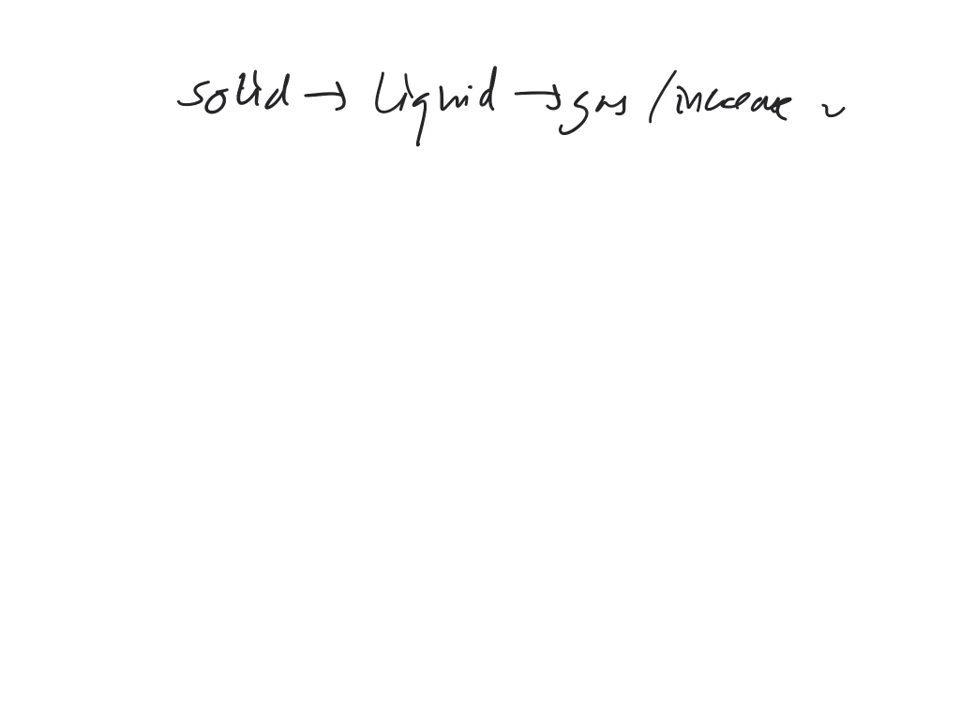 solid → liquid → gas / increase